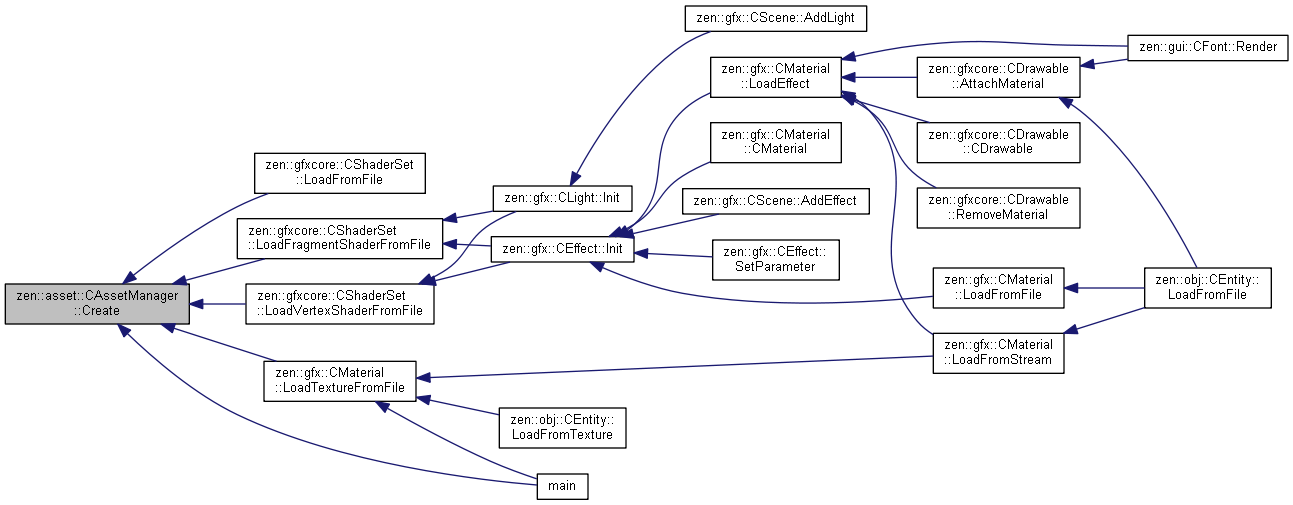 zen::asset::CAssetManager
::Create
zen::gfxcore::CShaderSet
::LoadFromFile
zen::gfxcore::CShaderSet
::LoadFragmentShaderFromFile
zen::gfxcore::CShaderSet
::LoadVertexShaderFromFile
zen::gfx::CMaterial
::LoadTextureFromFile
zen::gfx::CLight::Init
zen::gfx::CEffect::Init
zen::obj::CEntity::
LoadFromTexture
main
zen::gfx::CScene::AddLight
zen::gfx::CMaterial
::LoadEffect
zen::gfx::CMaterial
::CMaterial
zen::gfx::CScene::AddEffect
zen::gfx::CEffect::
SetParameter
zen::gfxcore::CDrawable
::AttachMaterial
zen::gfxcore::CDrawable
::CDrawable
zen::gfxcore::CDrawable
::RemoveMaterial
zen::gfx::CMaterial
::LoadFromFile
zen::gfx::CMaterial
::LoadFromStream
zen::gui::CFont::Render
zen::obj::CEntity::
LoadFromFile